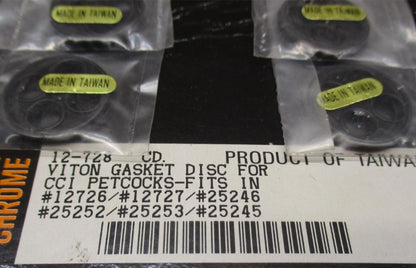 MADE IN TAIWAN
MADE IN TAIWAN
MADE IN TAIWAN
MADE IN TAIWAN
CHROME
12-728 CD. PRODUCT OF TAIWAN
VITON GASKET DISC FOR
CCI PETCOCKS-FITS IN
#12726/#12727/#25246
#25252/#25253/#25245